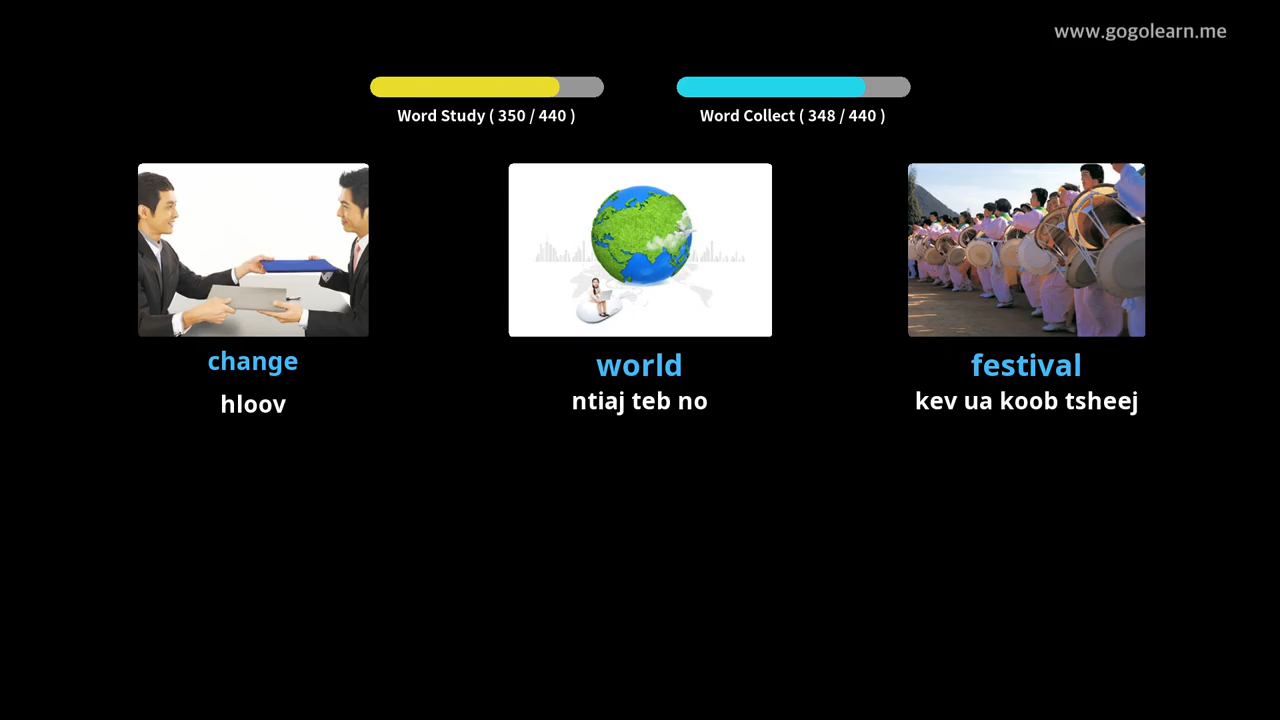 www.gogolearn.me
Word Study ( 350 / 440 )
Word Collect ( 348 / 440 )
change
hloov
world
ntiaj teb no
festival
kev ua koob tsheej